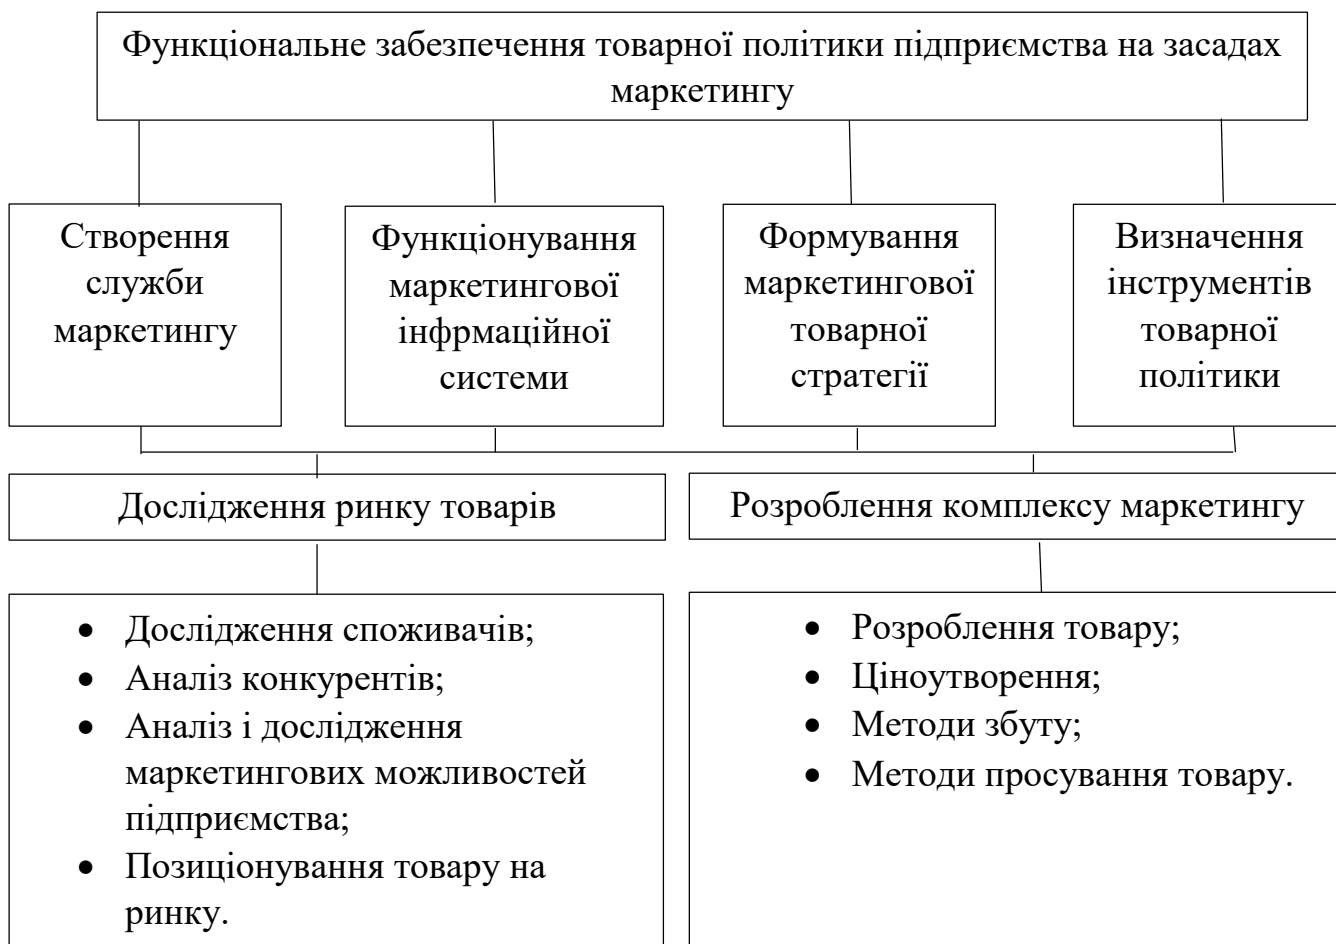 Функціональне забезпечення товарної політики підприємства на засадах
маркетингу
Створення
служби
маркетингу
Функціонування
маркетингової
інфрмаційної
системи
Формування
маркетингової
товарної
стратегії
Визначення
інструментів
товарної
політики
Дослідження ринку товарів
Розроблення комплексу маркетингу
• Дослідження споживачів;
• Аналіз конкурентів;
• Аналіз і дослідження
маркетингових можливостей
підприємства;
• Позиціонування товару на
ринку.
• Розроблення товару;
• Ціноутворення;
• Методи збуту;
• Методи просування товару.